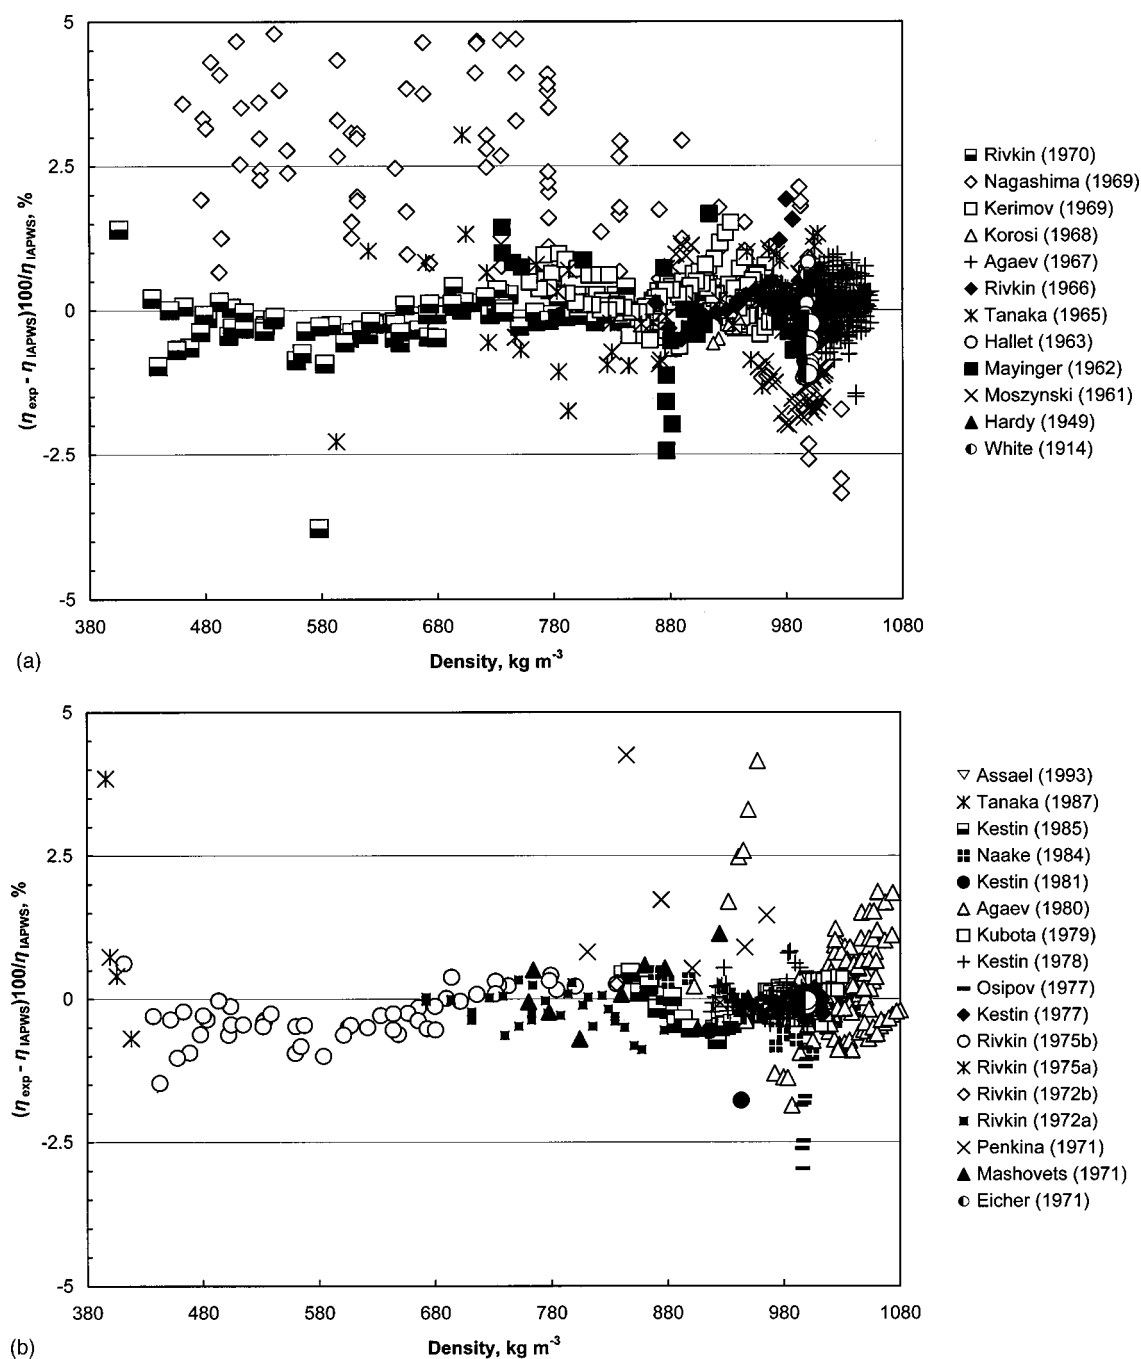 5
2.5
0
-2.5
-5
(η exp - η IAPWS)100/η IAPWS, %
380 480 580 680 780 880 980 1080
Density, kg m-3
(a)
Rivkin (1970)
Nagashima (1969)
Kerimov (1969)
Korosi (1968)
Agaev (1967)
Rivkin (1966)
Tanaka (1965)
Hallet (1963)
Mayinger (1962)
Moszynski (1961)
Hardy (1949)
White (1914)
5
2.5
0
-2.5
-5
(η exp - η IAPWS)100/η IAPWS, %
380 480 580 680 780 880 980 1080
Density, kg m-3
(b)
Assael (1993)
Tanaka (1987)
Kestin (1985)
Naake (1984)
Kestin (1981)
Agaev (1980)
Kubota (1979)
Kestin (1978)
Osipov (1977)
Kestin (1977)
Rivkin (1975b)
Rivkin (1975a)
Rivkin (1972b)
Rivkin (1972a)
Penkina (1971)
Mashovets (1971)
Eicher (1971)